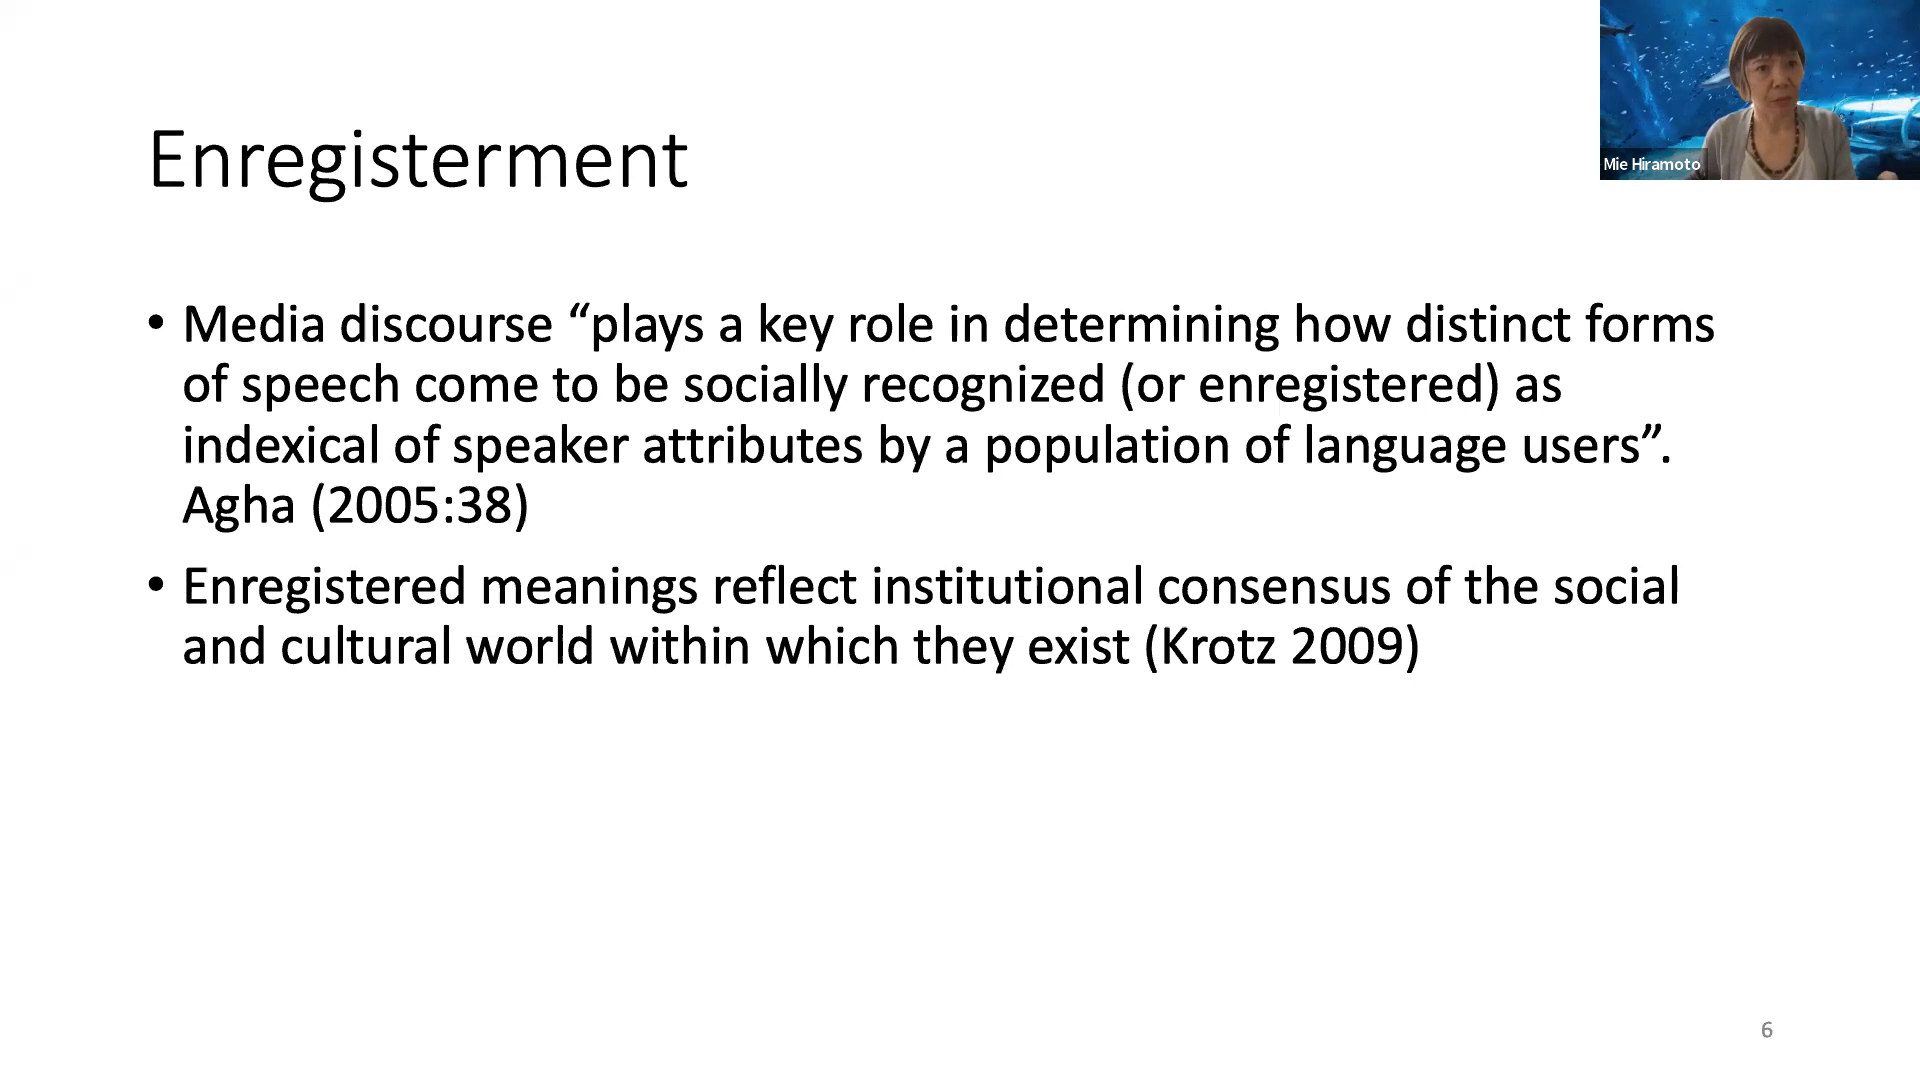 Mie Hiramoto
Enregisterment
• Media discourse “plays a key role in determining how distinct forms
of speech come to be socially recognized (or enregistered) as
indexical of speaker attributes by a population of language users”.
Agha (2005:38)
• Enregistered meanings reflect institutional consensus of the social
and cultural world within which they exist (Krotz 2009)
6